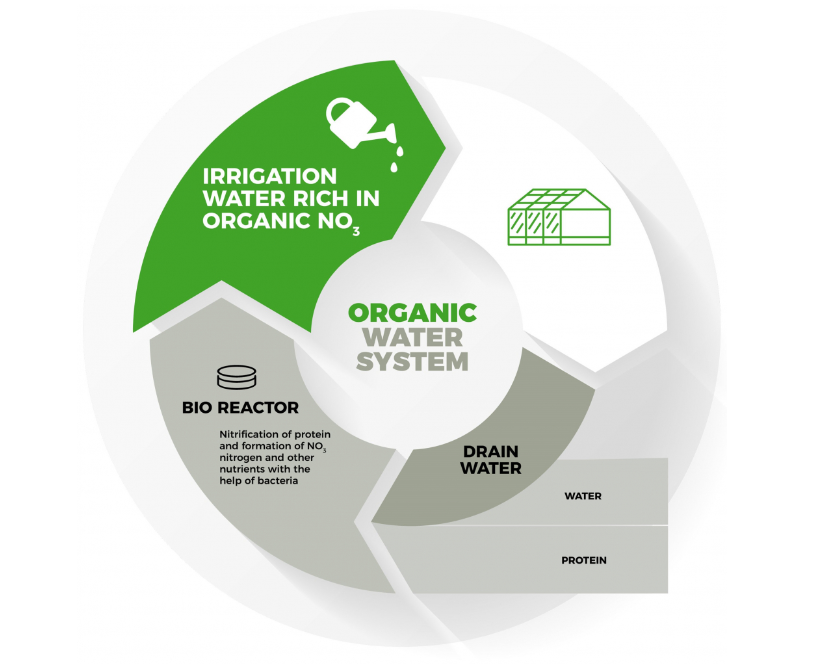 IRRIGATION
WATER RICH IN
ORGANIC NO₃
ORGANIC
WATER
SYSTEM
BIO REACTOR
Nitrification of protein
and formation of NO₃
nitrogen and other
nutrients with the
help of bacteria
DRAIN
WATER
WATER
PROTEIN